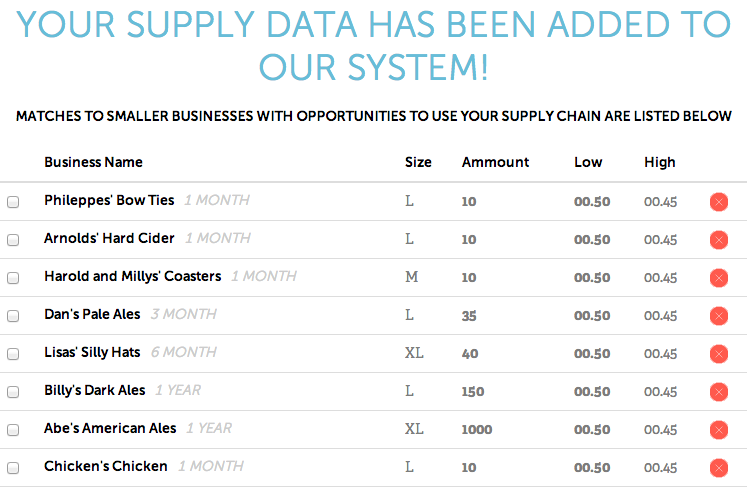 YOUR SUPPLY DATA HAS BEEN ADDED TO
OUR SYSTEM!
MATCHES TO SMALLER BUSINESSES WITH OPPORTUNITIES TO USE YOUR SUPPLY CHAIN ARE LISTED BELOW
Business Name Size Ammount Low High
Phileppes' Bow Ties 1 MONTH L 10 00.50 00.45
Arnolds' Hard Cider 1 MONTH L 10 00.50 00.45
Harold and Millys' Coasters 1 MONTH M 10 00.50 00.45
Dan's Pale Ales 3 MONTH L 35 00.50 00.45
Lisas' Silly Hats 6 MONTH XL 40 00.50 00.45
Billy's Dark Ales 1 YEAR L 150 00.50 00.45
Abe's American Ales 1 YEAR XL 1000 00.50 00.45
Chicken's Chicken 1 MONTH L 10 00.50 00.45